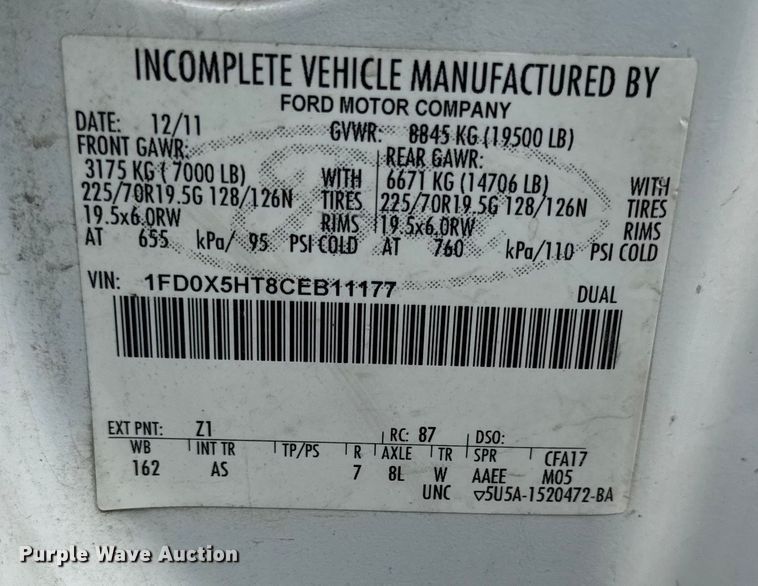 INCOMPLETE VEHICLE MANUFACTURED BY
FORD MOTOR COMPANY
DATE: 12/11 GVWR: 8845 KG (19500 LB)
FRONT GAWR: REAR GAWR:
3175 KG ( 7000 LB) WITH 6671 KG (14706 LB) WITH
225/70R19.5G 128/126N TIRES 225/70R19.5G 128/126N TIRES
19.5x6.0RW RIMS 19.5x6.0RW RIMS
AT 655 kPa/ 95 PSI COLD AT 760 kPa/110 PSI COLD
VIN: 1FD0X5HT8CEB11177 DUAL
EXT PNT: Z1 RC: 87 DSO:
WB INT TR TP/PS R AXLE TR SPR CFA17
162 AS 7 8L W AAEE M05
UNC ▽5U5A-1520472-BA
Purple Wave Auction